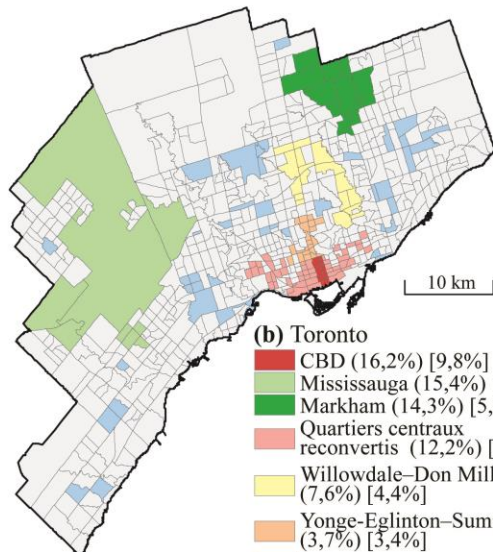 10 km
(b) Toronto
CBD (16,2%) [9,8%]
Mississauga (15,4%)
Markham (14,3%) [5,
Quartiers centraux
reconvertis (12,2%) [
Willowdale–Don Mill
(7,6%) [4,4%]
Yonge-Eglinton–Sum
(3,7%) [3,4%]